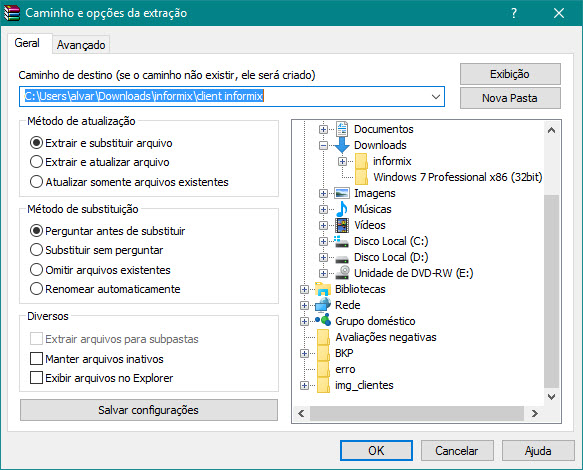 Caminho e opções da extração
Geral
Avançado
Caminho de destino (se o caminho não existir, ele será criado)
C:\Users\alvar\Downloads\informix\client informix
Exibição
Nova Pasta
Método de atualização
Extrair e substituir arquivo
Extrair e atualizar arquivo
Atualizar somente arquivos existentes
Método de substituição
Perguntar antes de substituir
Substituir sem perguntar
Omitir arquivos existentes
Renomear automaticamente
Diversos
Extrair arquivos para subpastas
Manter arquivos inativos
Exibir arquivos no Explorer
Salvar configurações
Documentos
Downloads
informix
Windows 7 Professional x86 (32bit)
Imagens
Músicas
Vídeos
Disco Local (C:)
Disco Local (D:)
Unidade de DVD-RW (E:)
Bibliotecas
Rede
Grupo doméstico
Avaliações negativas
BKP
erro
img_clientes
OK
Cancelar
Ajuda